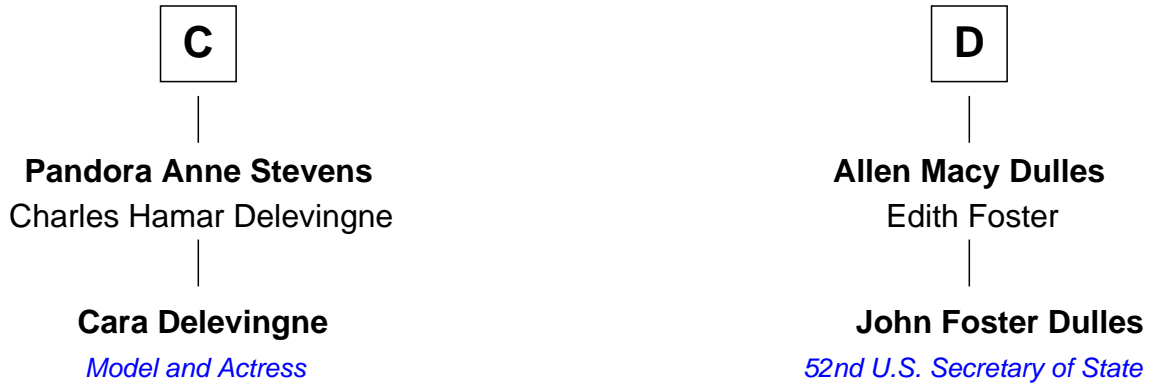 C
D
Pandora Anne Stevens
Allen Macy Dulles
Charles Hamar Delevingne
Edith Foster
Cara Delevingne
John Foster Dulles
Model and Actress
52nd U.S. Secretary of State